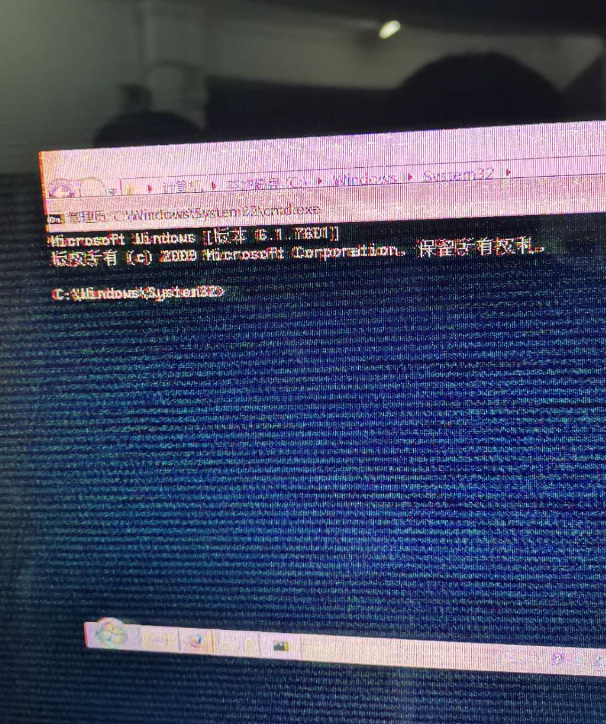 计算机 ▸ 本地磁盘 (C:) ▸ Windows ▸ System32 ▸
管理员: C:\Windows\System32\cmd.exe
Microsoft Windows [版本 6.1.7601]
版权所有 (c) 2009 Microsoft Corporation。保留所有权利。
C:\Windows\System32>